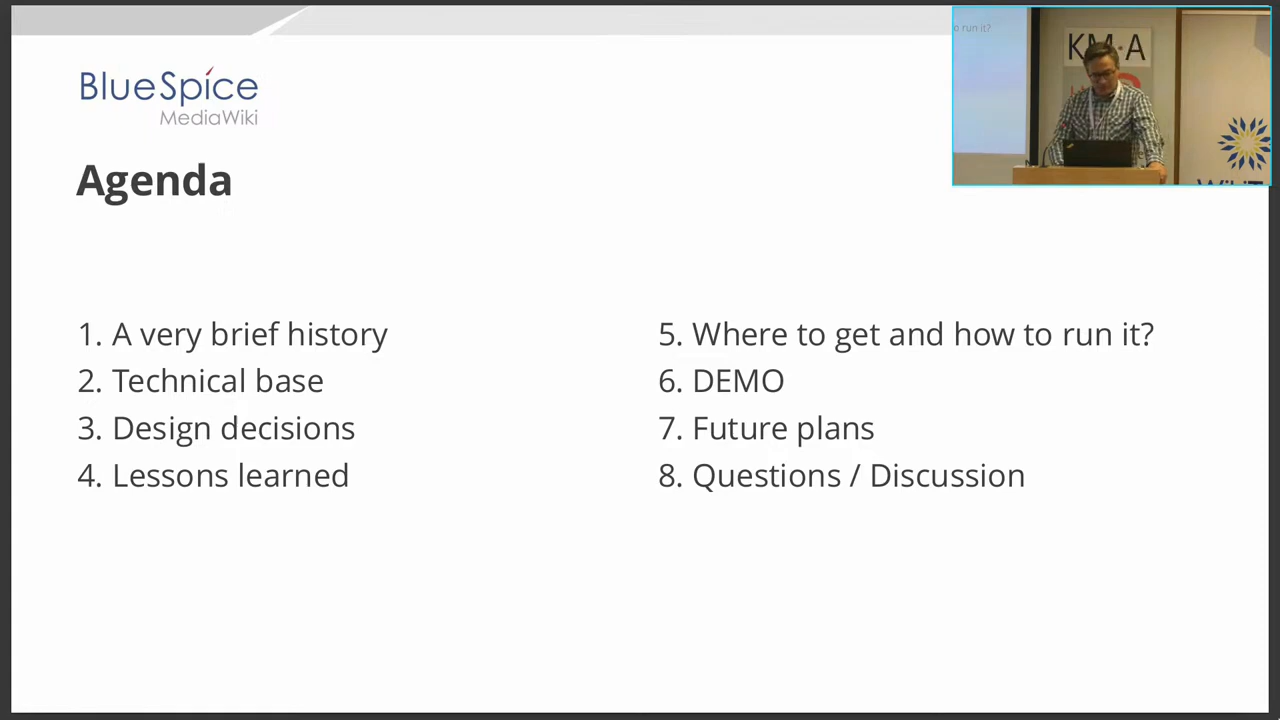 BlueSpice
MediaWiki
Agenda
1. A very brief history
2. Technical base
3. Design decisions
4. Lessons learned
5. Where to get and how to run it?
6. DEMO
7. Future plans
8. Questions / Discussion
o run it?
KM·A